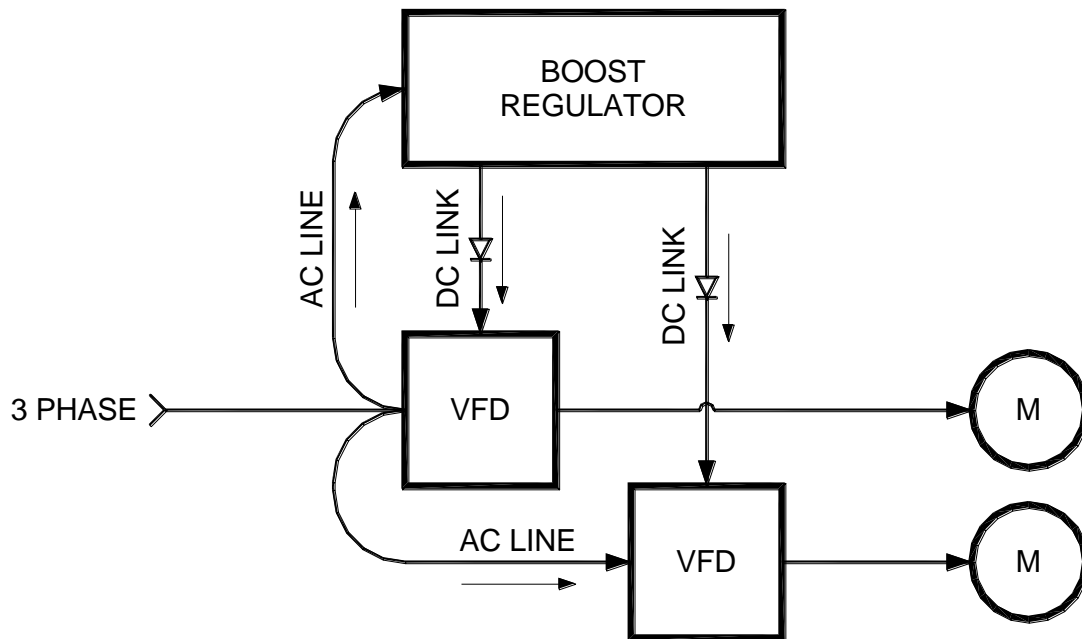 BOOST
REGULATOR
AC LINE
DC LINK
DC LINK
3 PHASE
VFD
M
AC LINE
VFD
M